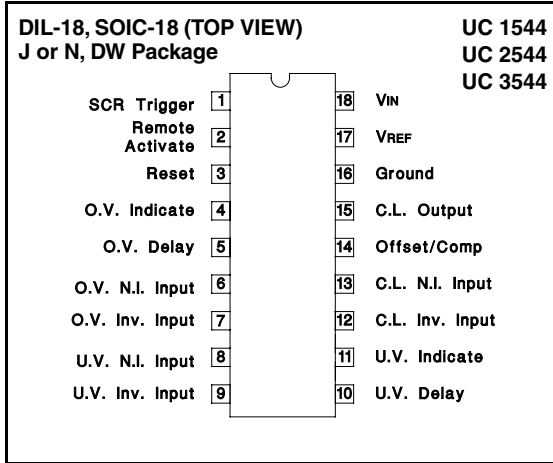 DIL-18, SOIC-18 (TOP VIEW)
J or N, DW Package
UC 1544
UC 2544
UC 3544
SCR Trigger 1
Remote
Activate 2
Reset 3
O.V. Indicate 4
O.V. Delay 5
O.V. N.I. Input 6
O.V. Inv. Input 7
U.V. N.I. Input 8
U.V. Inv. Input 9
18 VIN
17 VREF
16 Ground
15 C.L. Output
14 Offset/Comp
13 C.L. N.I. Input
12 C.L. Inv. Input
11 U.V. Indicate
10 U.V. Delay